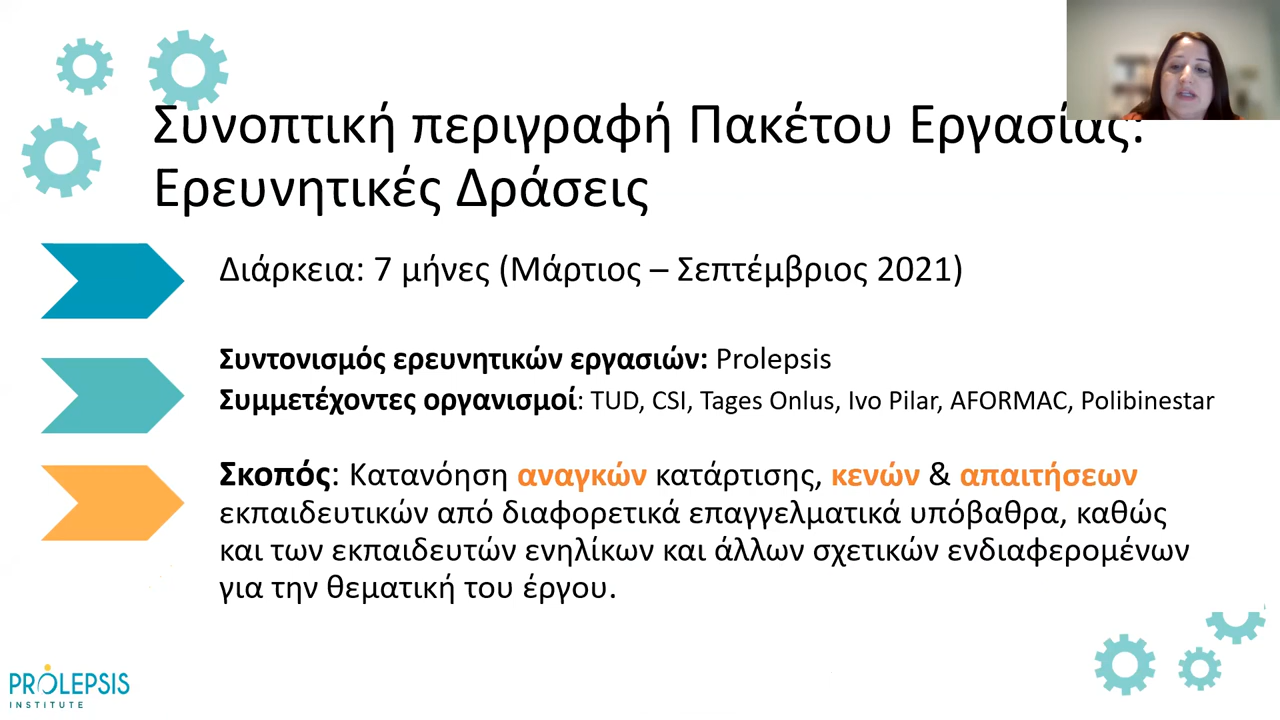 Συνοπτική περιγραφή Πακέτου Εργασίας:
Ερευνητικές Δράσεις
Διάρκεια: 7 μήνες (Μάρτιος – Σεπτέμβριος 2021)
Συντονισμός ερευνητικών εργασιών: Prolepsis
Συμμετέχοντες οργανισμοί: TUD, CSI, Tages Onlus, Ivo Pilar, AFORMAC, Polibinestar
Σκοπός: Κατανόηση αναγκών κατάρτισης, κενών & απαιτήσεων
εκπαιδευτικών από διαφορετικά επαγγελματικά υπόβαθρα, καθώς
και των εκπαιδευτών ενηλίκων και άλλων σχετικών ενδιαφερομένων
για την θεματική του έργου.
PROLEPSIS
INSTITUTE